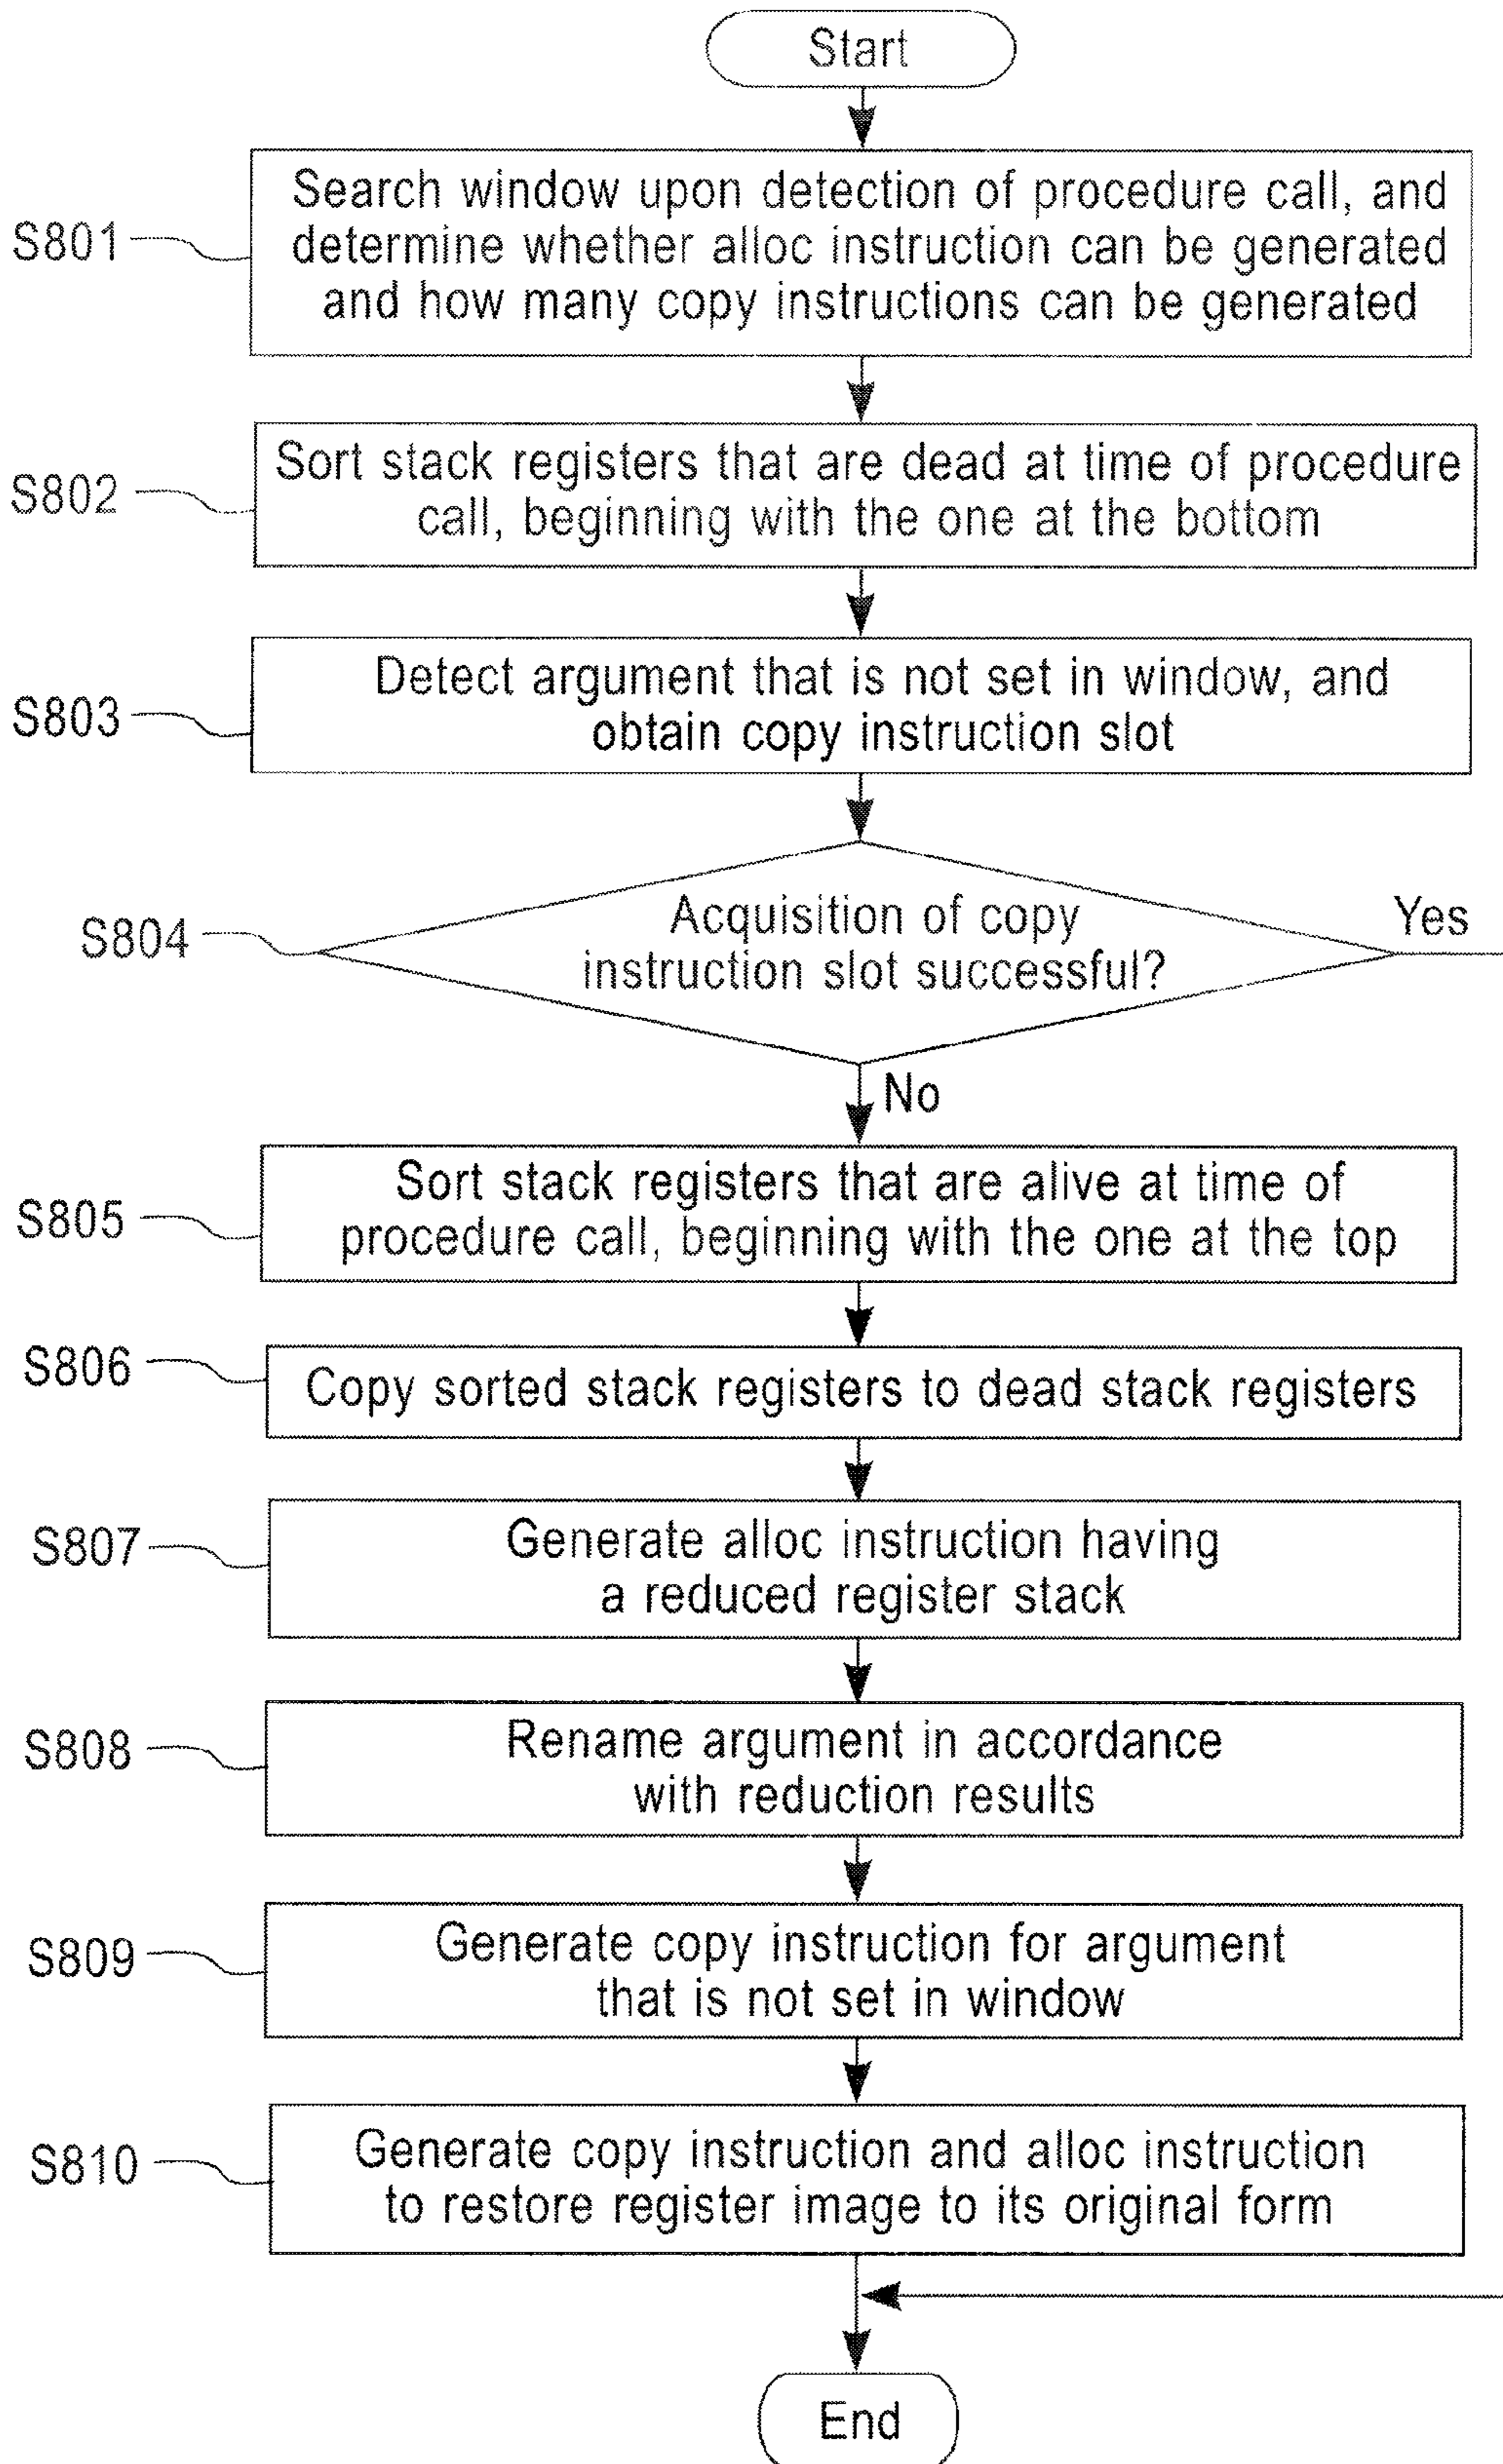 Start
S801
Search window upon detection of procedure call, and
determine whether alloc instruction can be generated
and how many copy instructions can be generated
S802
Sort stack registers that are dead at time of procedure
call, beginning with the one at the bottom
S803
Detect argument that is not set in window, and
obtain copy instruction slot
S804
Acquisition of copy
instruction slot successful?
Yes
No
S805
Sort stack registers that are alive at time of
procedure call, beginning with the one at the top
S806
Copy sorted stack registers to dead stack registers
S807
Generate alloc instruction having
a reduced register stack
S808
Rename argument in accordance
with reduction results
S809
Generate copy instruction for argument
that is not set in window
S810
Generate copy instruction and alloc instruction
to restore register image to its original form
End